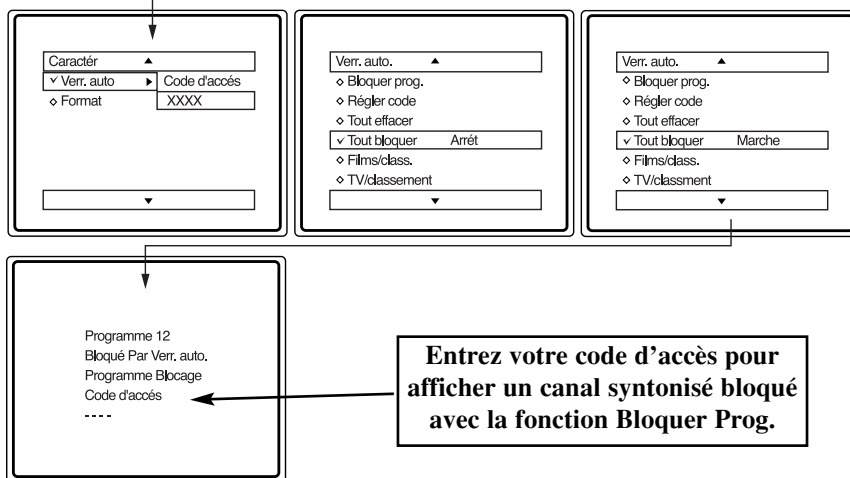 Caractér
Verr. auto
Code d'accés
Format
XXXX
Verr. auto.
Bloquer prog.
Régler code
Tout effacer
Tout bloquer Arrét
Films/class.
TV/classement
Verr. auto.
Bloquer prog.
Régler code
Tout effacer
Tout bloquer Marche
Films/class.
TV/classment
Programme 12
Bloqué Par Verr. auto.
Programme Blocage
Code d'accés
- - - -
Entrez votre code d’accès pour
afficher un canal syntonisé bloqué
avec la fonction Bloquer Prog.